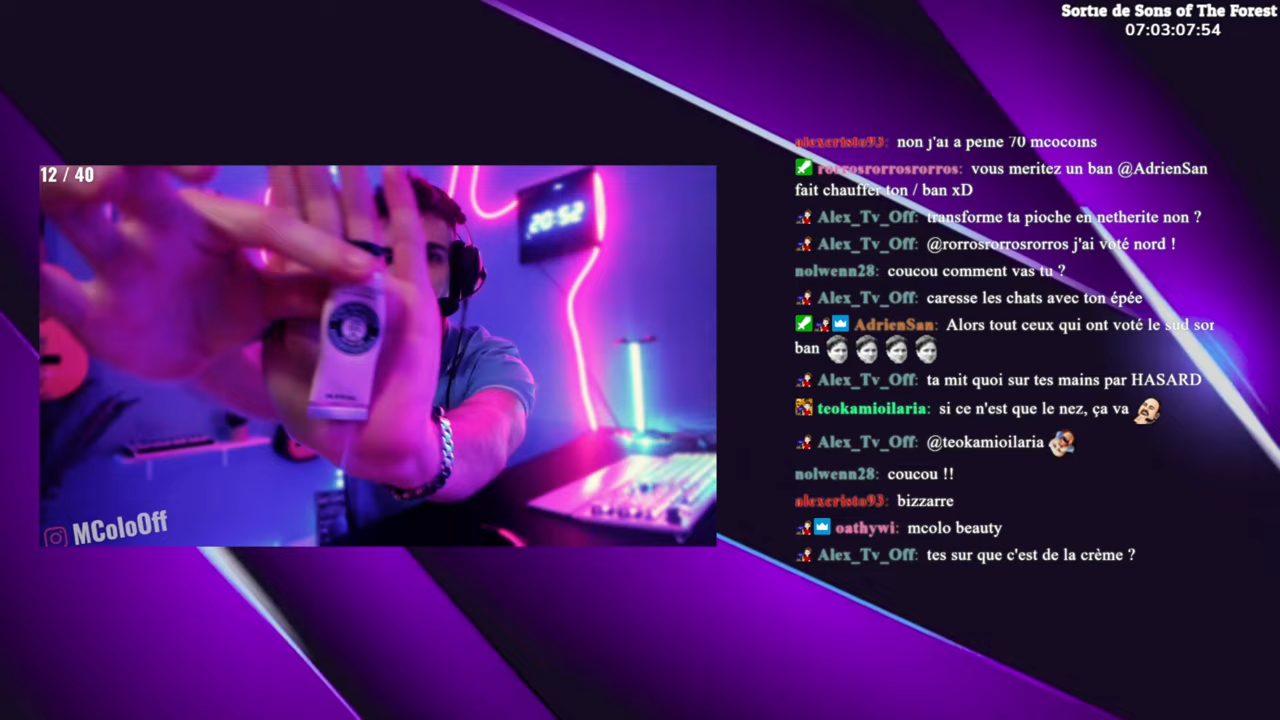 Sortie de Sons of The Forest
07:03:07:54
12 / 40
20:52
MColoOff
alexcristo93: non j'ai a peine 70 mcocoins
rorrosrorrosrorros: vous meritez un ban @AdrienSan
fait chauffer ton / ban xD
Alex_Tv_Off: transforme ta pioche en netherite non ?
Alex_Tv_Off: @rorrosrorrosrorros j'ai voté nord !
nolwenn28: coucou comment vas tu ?
Alex_Tv_Off: caresse les chats avec ton épée
AdrienSan: Alors tout ceux qui ont voté le sud sor
ban
Alex_Tv_Off: ta mit quoi sur tes mains par HASARD
teokamioilaria: si ce n'est que le nez, ça va
Alex_Tv_Off: @teokamioilaria
nolwenn28: coucou !!
alexcristo93: bizzarre
oathywi: mcolo beauty
Alex_Tv_Off: tes sur que c'est de la crème ?